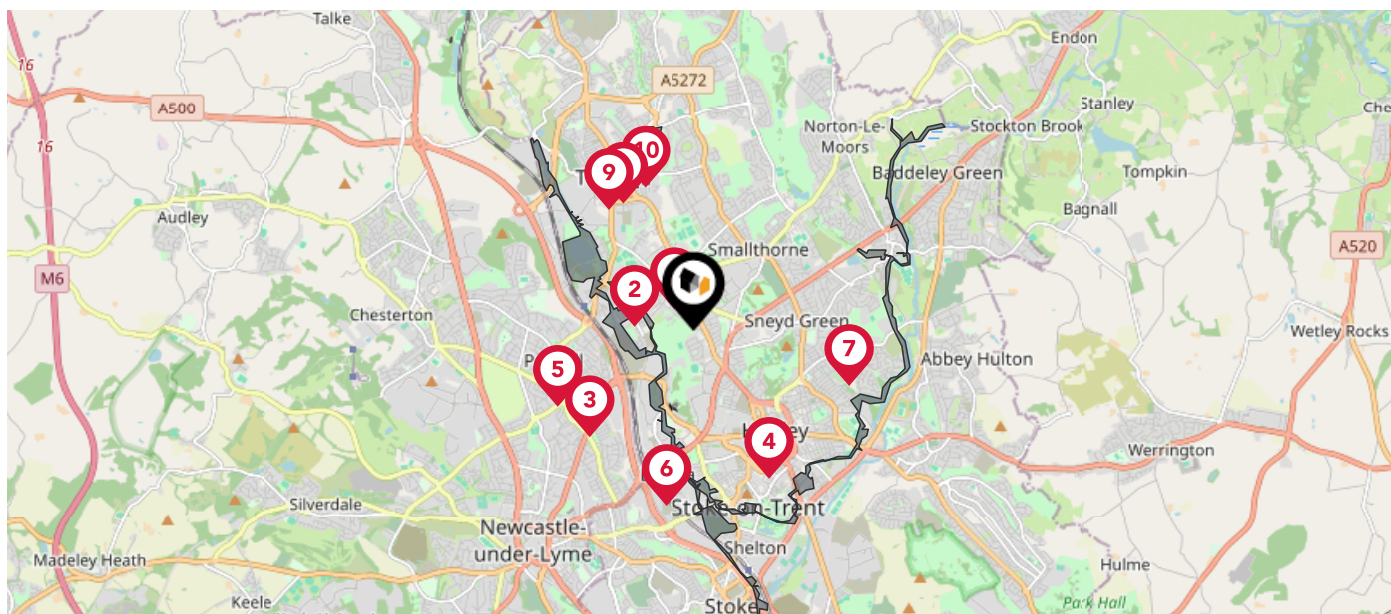 Talke
16
Endon
A5272
A500
Stanley
Che
Norton-Le-
Moors
Stockton Brook
16
10
9
Baddeley Green
Tompkin
Audley
Bagnall
Smallthorne
A520
M6
2
Chesterton
Sneyd Green
Wetley Rocks
7
Abbey Hulton
5
3
4
Werrington
6
Silverdale
Stoke-on-Trent
Newcastle-
under-Lyme
Shelton
Madeley Heath
Hulme
Keele
Stoke
Park Hall